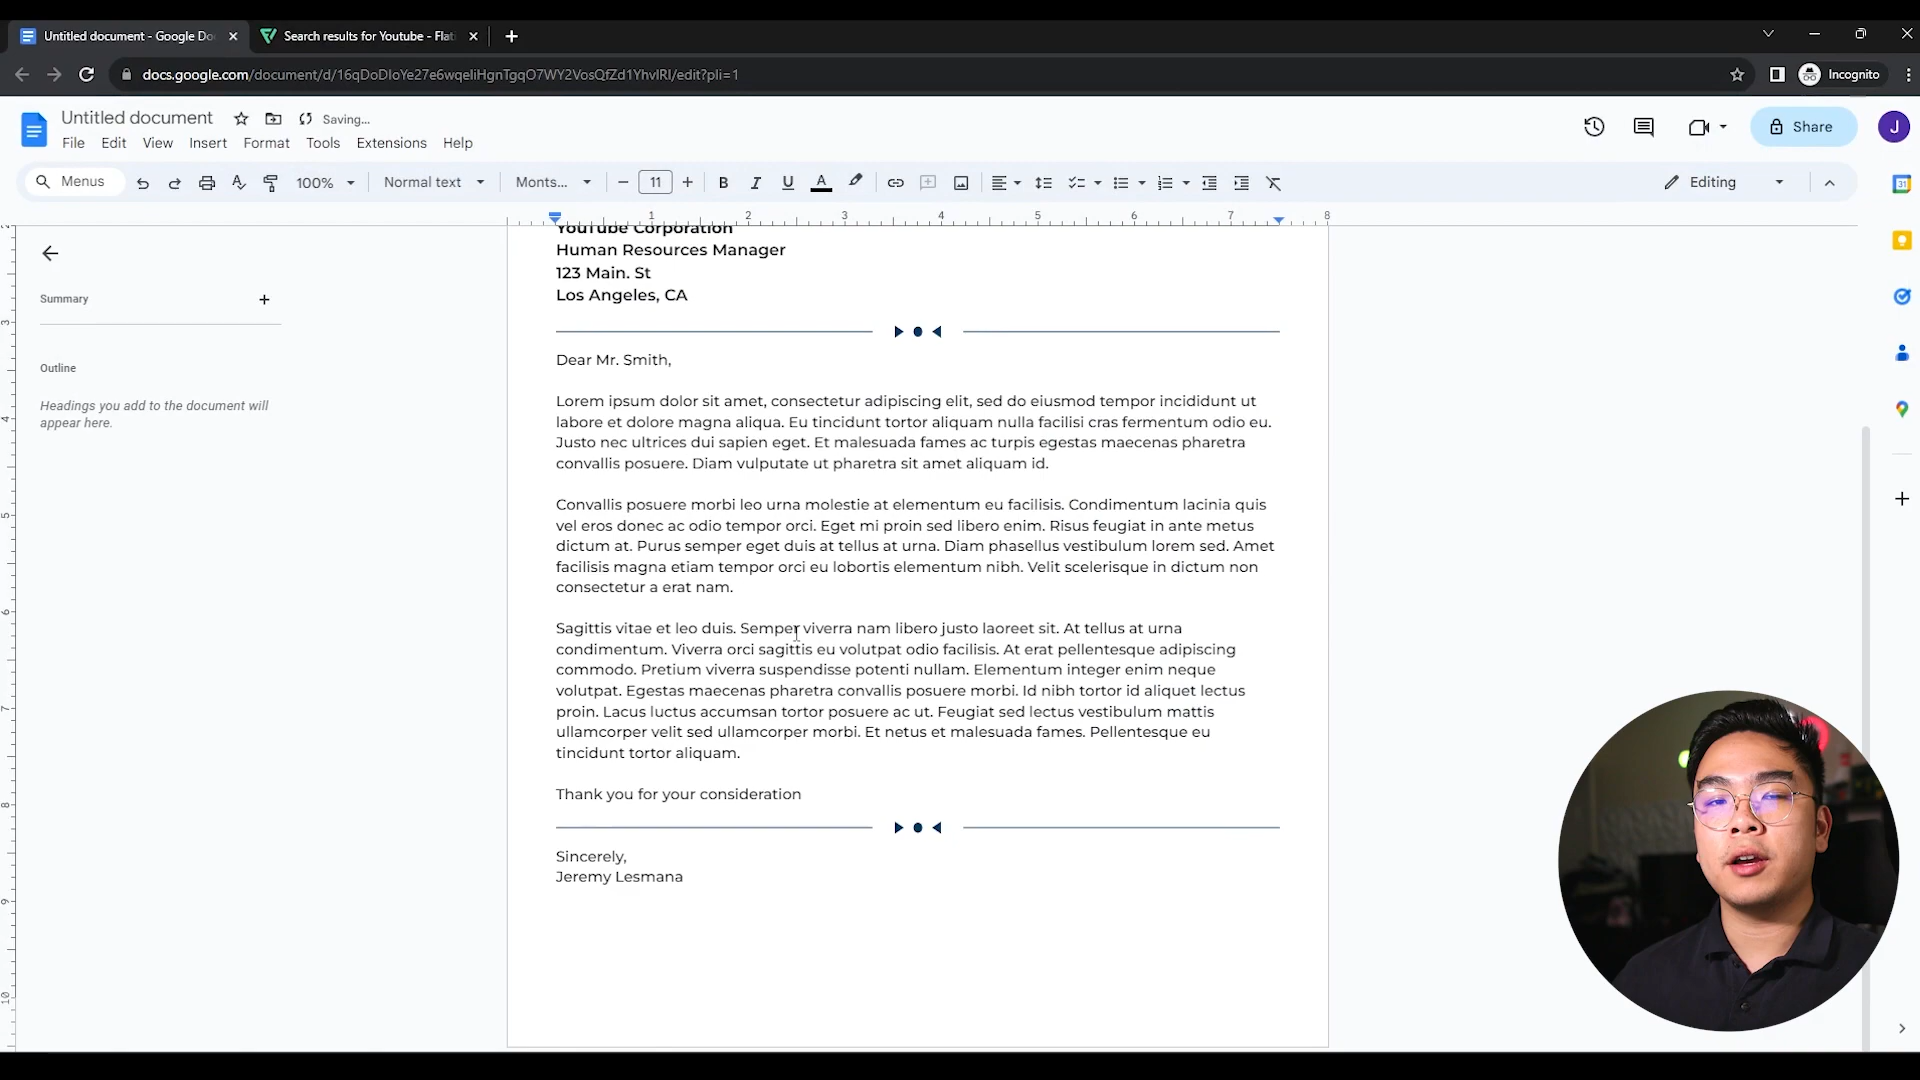 Untitled document - Google Do
Search results for Youtube - Flati
docs.google.com/document/d/16qDoDIoYe27e6wqeliHgnTgqO7WY2VosQfZd1YhvlRI/edit?pli=1
Incognito
Untitled document
Saving...
Share
J
File Edit View Insert Format Tools Extensions Help
Menus
100%
Normal text
Monts...
11
Editing
31
1 2 3 4 5 6 7 8
YouTube Corporation
Human Resources Manager
123 Main. St
Los Angeles, CA
Summary
Outline
Headings you add to the document will
appear here.
Dear Mr. Smith,
Lorem ipsum dolor sit amet, consectetur adipiscing elit, sed do eiusmod tempor incididunt ut
labore et dolore magna aliqua. Eu tincidunt tortor aliquam nulla facilisi cras fermentum odio eu.
Justo nec ultrices dui sapien eget. Et malesuada fames ac turpis egestas maecenas pharetra
convallis posuere. Diam vulputate ut pharetra sit amet aliquam id.
Convallis posuere morbi leo urna molestie at elementum eu facilisis. Condimentum lacinia quis
vel eros donec ac odio tempor orci. Eget mi proin sed libero enim. Risus feugiat in ante metus
dictum at. Purus semper eget duis at tellus at urna. Diam phasellus vestibulum lorem sed. Amet
facilisis magna etiam tempor orci eu lobortis elementum nibh. Velit scelerisque in dictum non
consectetur a erat nam.
Sagittis vitae et leo duis. Semper viverra nam libero justo laoreet sit. At tellus at urna
condimentum. Viverra orci sagittis eu volutpat odio facilisis. At erat pellentesque adipiscing
commodo. Pretium viverra suspendisse potenti nullam. Elementum integer enim neque
volutpat. Egestas maecenas pharetra convallis posuere morbi. Id nibh tortor id aliquet lectus
proin. Lacus luctus accumsan tortor posuere ac ut. Feugiat sed lectus vestibulum mattis
ullamcorper velit sed ullamcorper morbi. Et netus et malesuada fames. Pellentesque eu
tincidunt tortor aliquam.
Thank you for your consideration
Sincerely,
Jeremy Lesmana